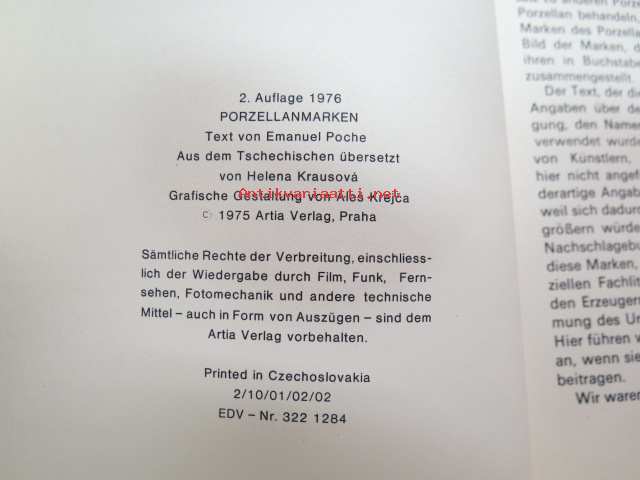 2. Auflage 1976
PORZELLANMARKEN
Text von Emanuel Poche
Aus dem Tschechischen übersetzt
von Helena Krausová
Antikvariaatti.net
Grafische Gestaltung von Aleš Krejča
© 1975 Artia Verlag, Praha
Sämtliche Rechte der Verbreitung, einschliess-
lich der Wiedergabe durch Film, Funk, Fern-
sehen, Fotomechanik und andere technische
Mittel – auch in Form von Auszügen – sind dem
Artia Verlag vorbehalten.
Printed in Czechoslovakia
2/10/01/02/02
EDV – Nr. 322 1284
zu anderen
Porzellan behandeln,
Marken des Porzellan
Bild der Marken, d
ihren in Buchstabe
zusammengestellt.
Der Text, der die
Angaben über de
gung, den Name
verwendet wurde
von Künstlern,
hier nicht angef
derartige Angab
weil sich dadurc
größern würde
Nachschlagebu
diese Marken,
ziellen Fachlit
den Erzeuger
mung des Ur
Hier führen w
an, wenn sie
beitragen.
Wir ware